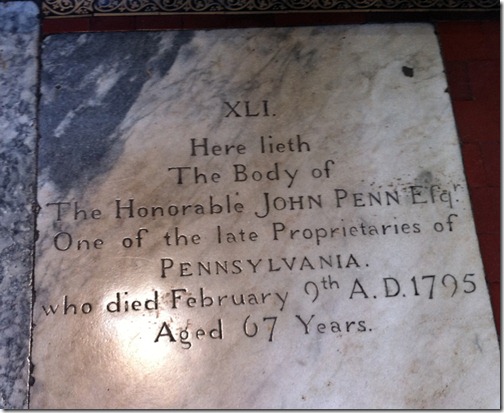 XLI.
Here lieth
The Body of
The Honorable JOHN PENN Esqr
One of the late Proprietaries of
PENNSYLVANIA.
who died February 9th A.D.1795
Aged 67 Years.